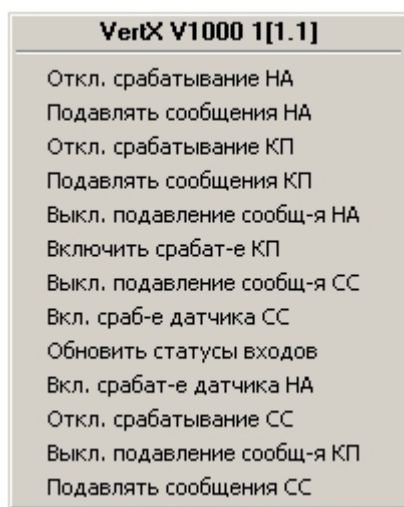 VertX V1000 1[1.1]
Откл. срабатывание НА
Подавлять сообщения НА
Откл. срабатывание КП
Подавлять сообщения КП
Выкл. подавление сообщ-я НА
Включить срабат-е КП
Выкл. подавление сообщ-я СС
Вкл. сраб-е датчика СС
Обновить статусы входов
Вкл. срабат-е датчика НА
Откл. срабатывание СС
Выкл. подавление сообщ-я КП
Подавлять сообщения СС